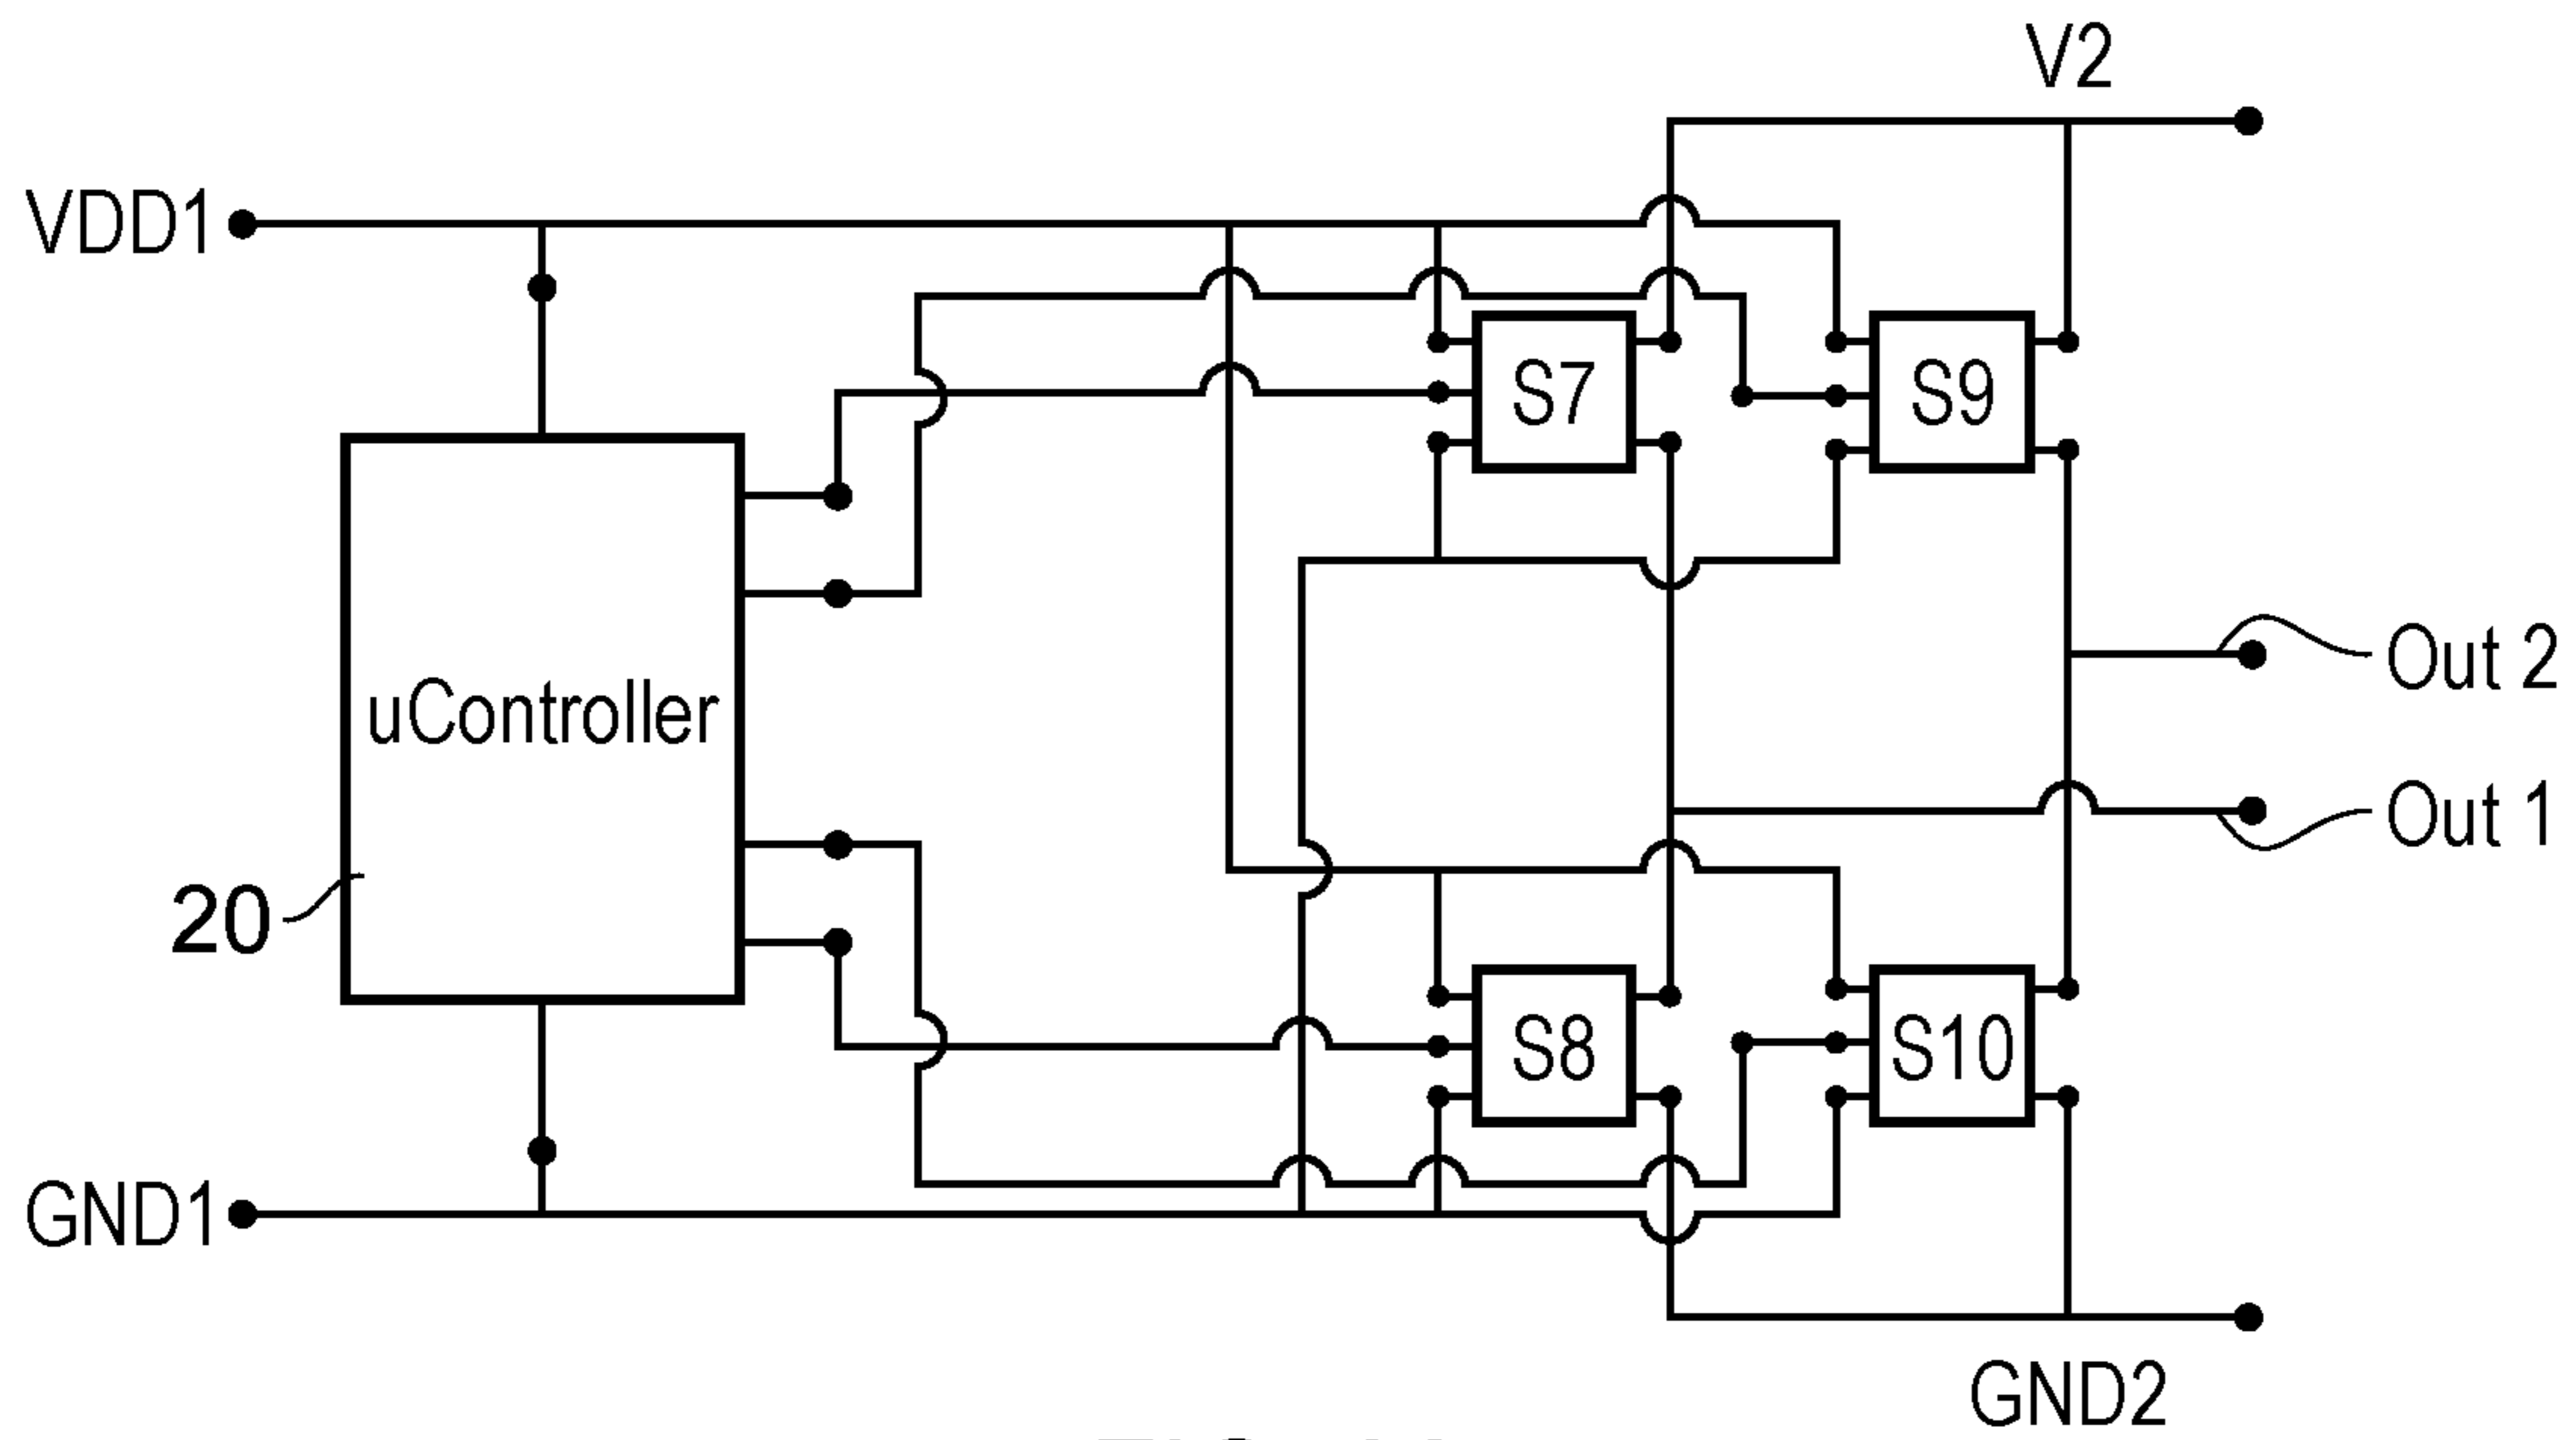 V2
VDD1
S7
S9
Out 2
uController
Out 1
20
S8
S10
GND1
GND2